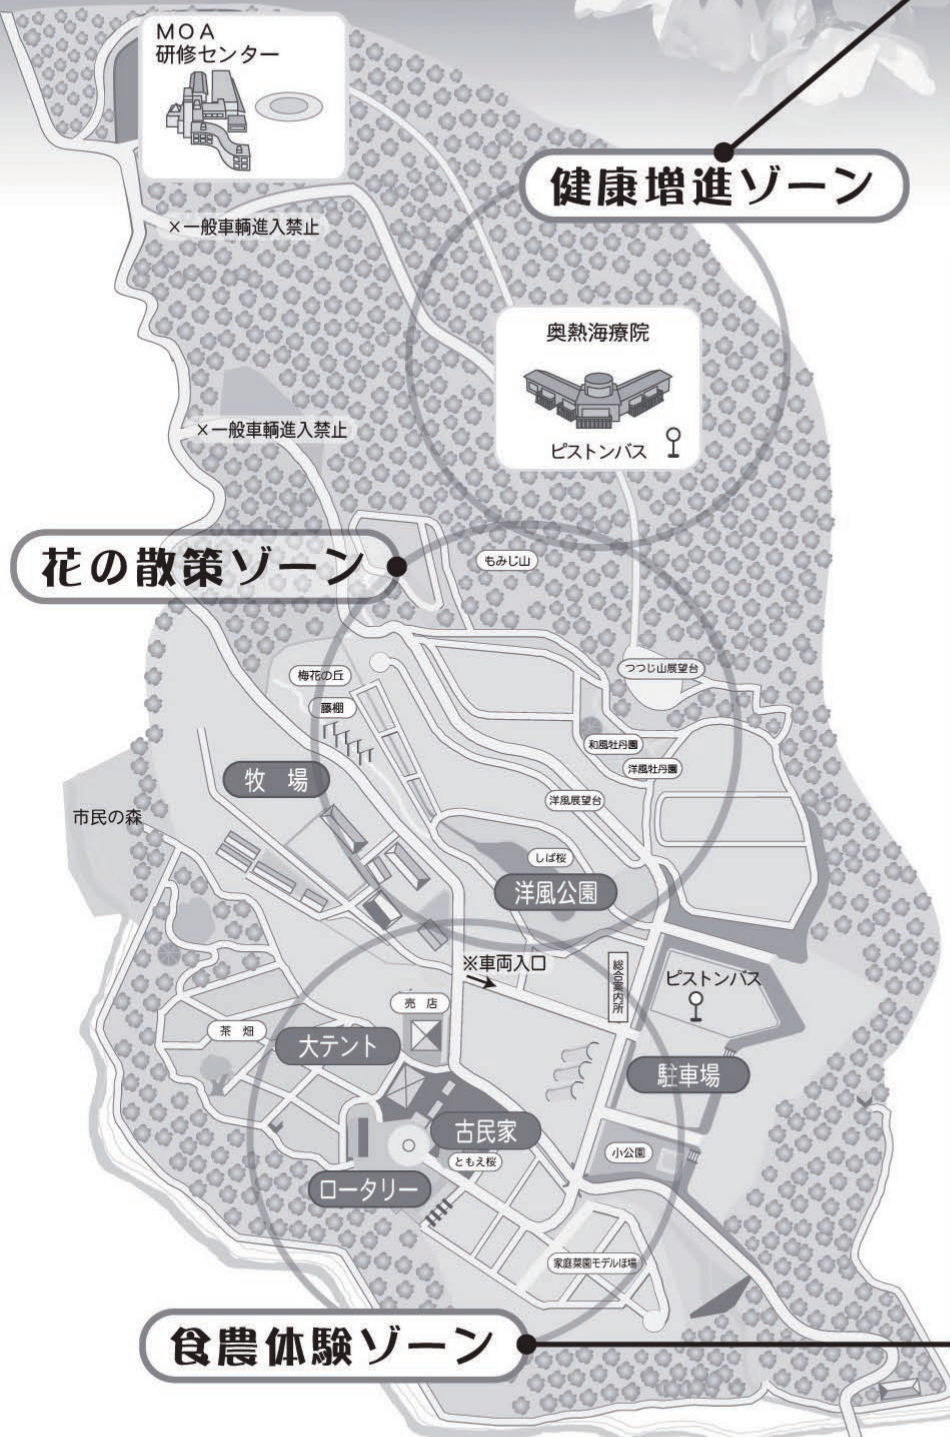 MOA
研修センター
健康増進ゾーン
×一般車輌進入禁止
奥熱海療院
ピストンバス
×一般車輌進入禁止
花の散策ゾーン
もみじ山
つつじ山展望台
梅花の丘
藤棚
和風牡丹園
洋風牡丹園
牧 場
洋風展望台
市民の森
しば桜
洋風公園
※車両入口
総合案内所
ピストンバス
売 店
茶 畑
大テント
駐車場
古民家
小公園
ともえ桜
ロータリー
家庭菜園モデルほ場
食農体験ゾーン